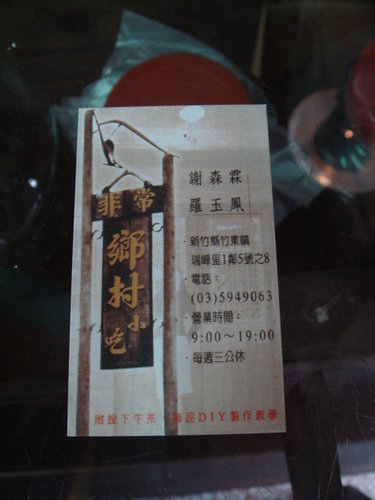 非常
鄉村
小吃
謝森霖
羅玉鳳
·新竹縣竹東鎮
瑞峰里1鄰5號之8
·電話：
(03)5949063
·營業時間：
9:00～19:00
·每週三公休
附設下午茶·飾品DIY製作教學